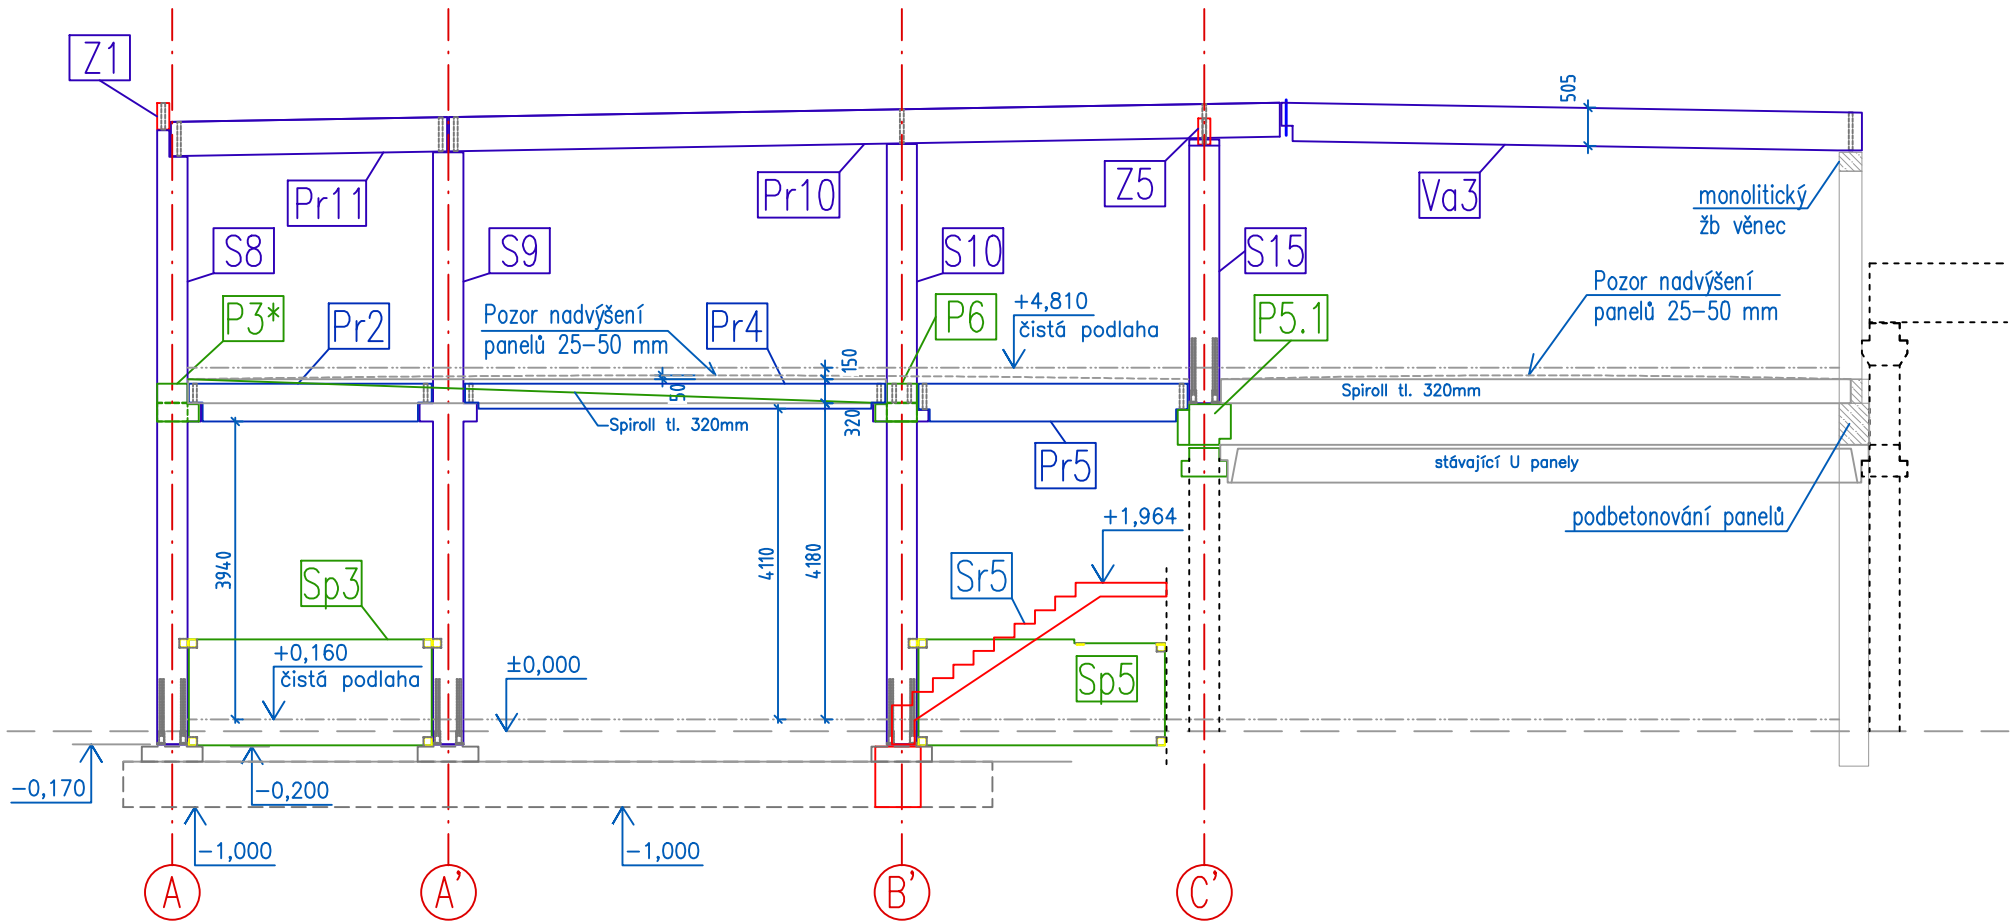 Z1
505
Pr11
Pr10
Z5
Va3
monolitický
žb věnec
S8
S9
S10
S15
P3*
Pr2
Pozor nadvýšení
panelů 25-50 mm
Pr4
P6
+4,810
čistá podlaha
P5.1
Pozor nadvýšení
panelů 25-50 mm
150
50
320
Spiroll tl. 320mm
Spiroll tl. 320mm
Pr5
stávající U panely
podbetonování panelů
3940
4110
4180
+1,964
Sp3
Sr5
+0,160
čistá podlaha
±0,000
Sp5
-0,170
-0,200
-1,000
-1,000
A
A'
B'
C'